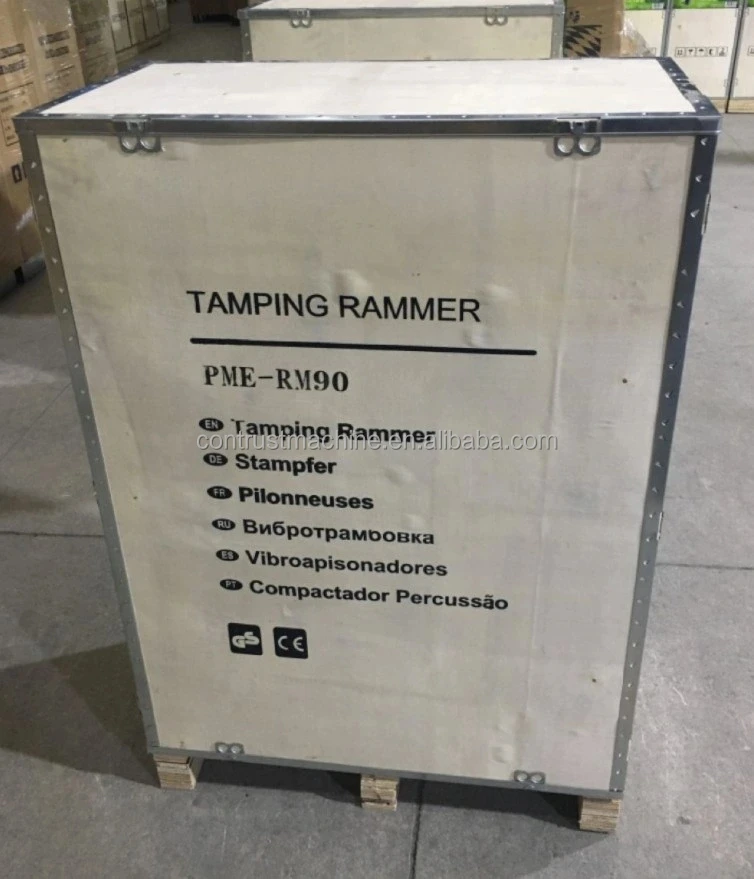 TAMPING RAMMER
PME-RM90
EN Tamping Rammer
contrustmachine.en.alibaba.com
DE Stampfer
FR Pilonneuses
RU Вибротрамбовка
ES Vibroapisonadores
PT Compactador Percussão
GS CE